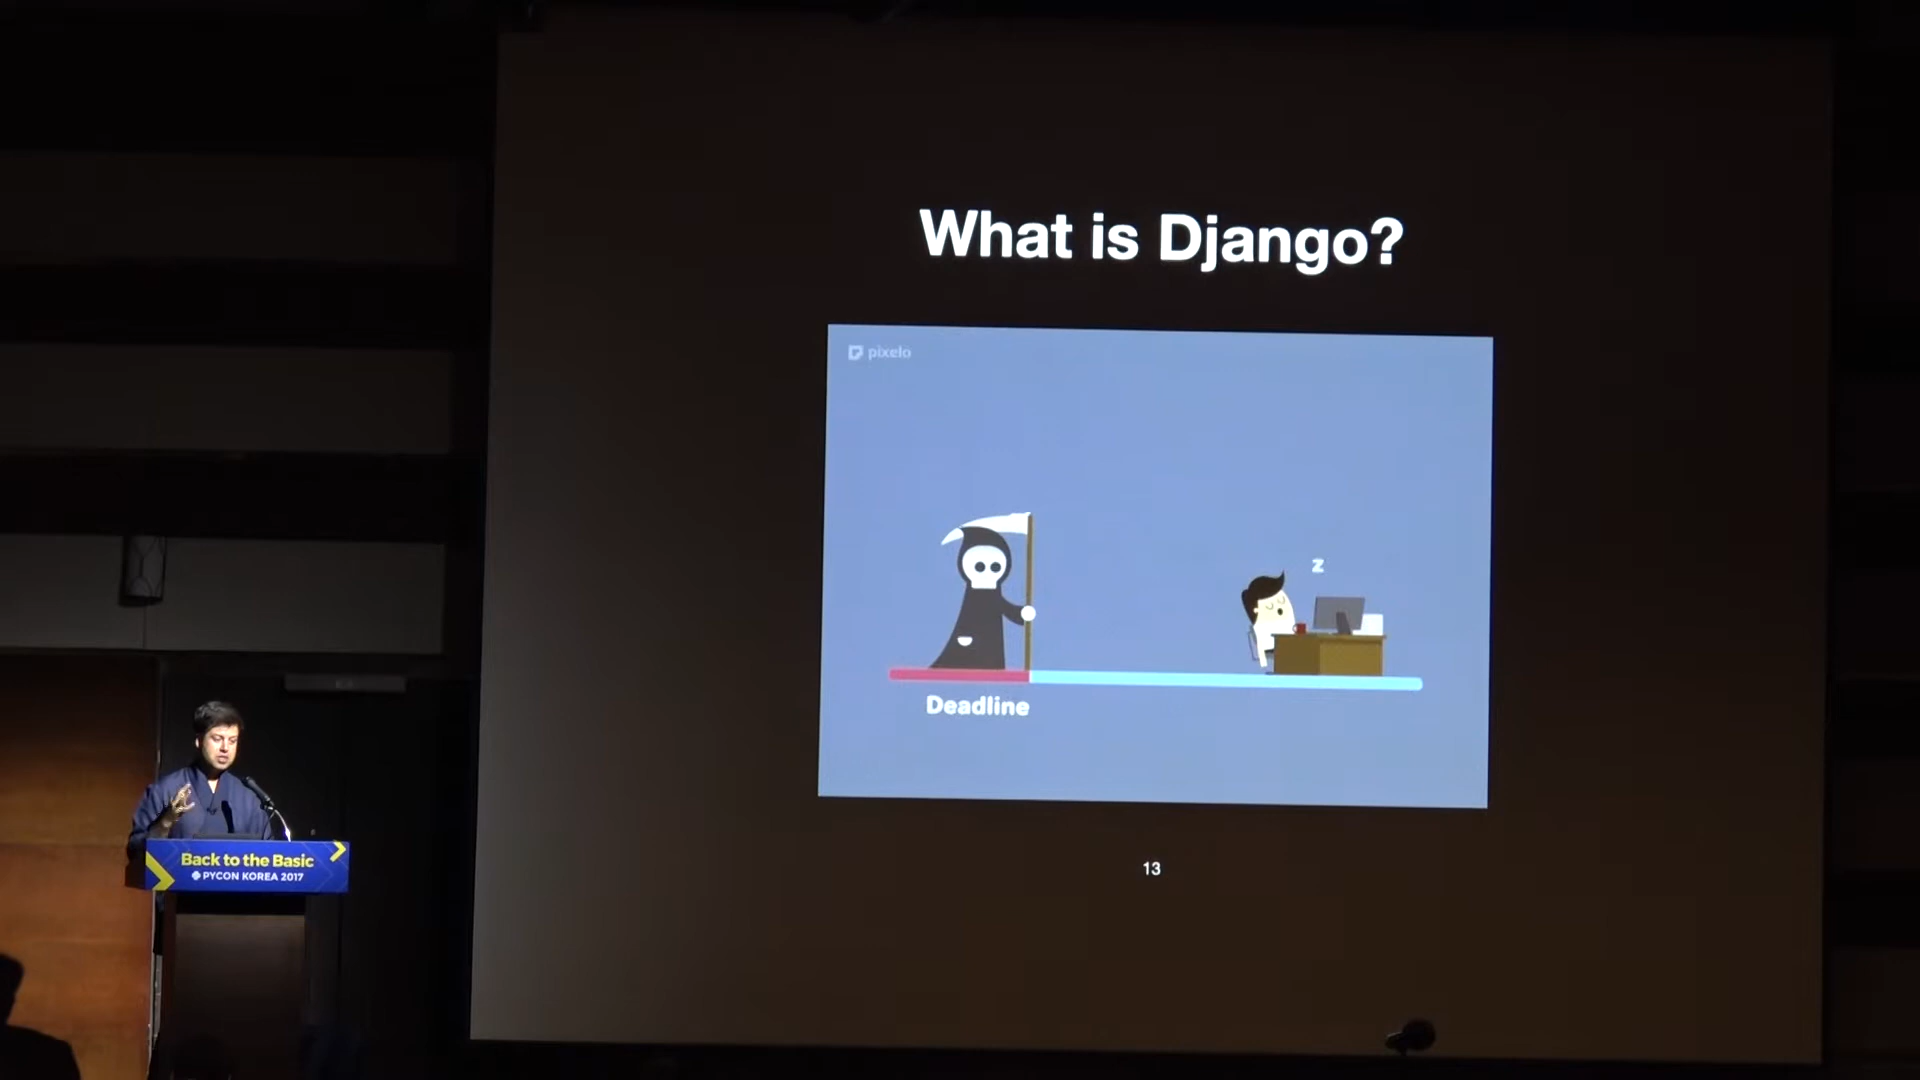 What is Django?
pixelo
z
Deadline
13
Back to the Basic
PYCON KOREA 2017